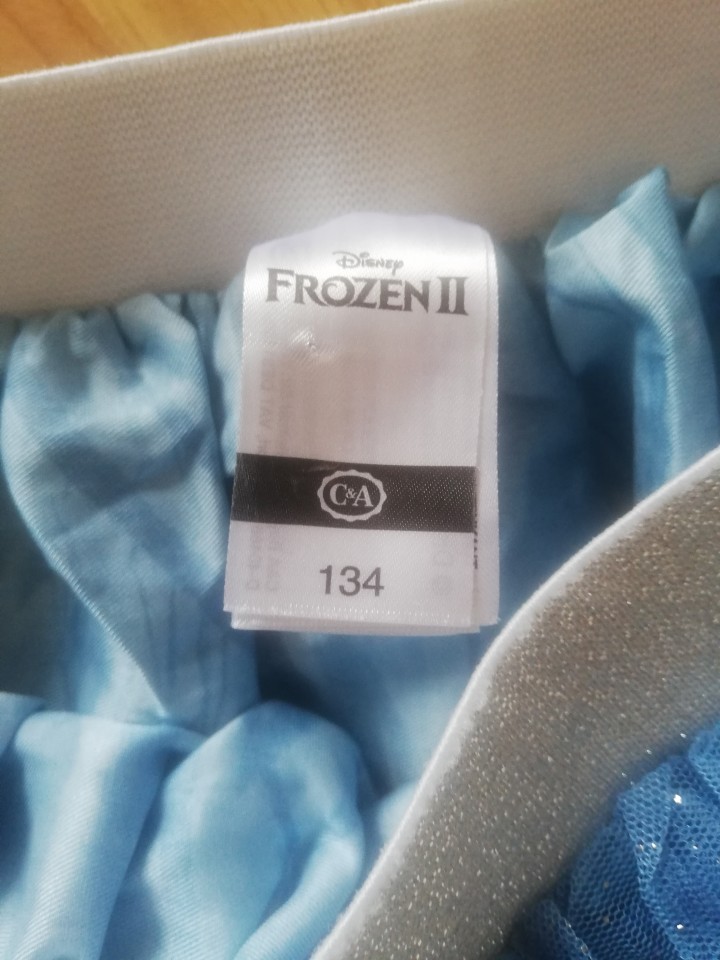 Disney
FROZEN II
C&A
134